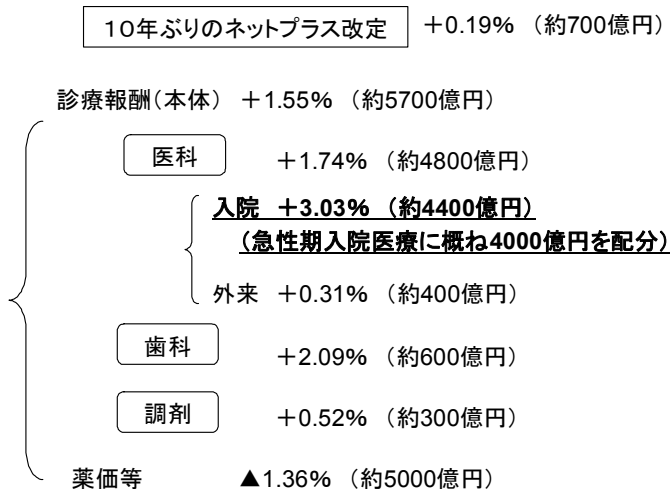 10年ぶりのネットプラス改定 +0.19% (約700億円)
診療報酬(本体) +1.55% (約5700億円)
医科 +1.74% (約4800億円)
入院 +3.03% (約4400億円)
(急性期入院医療に概ね4000億円を配分)
外来 +0.31% (約400億円)
歯科 +2.09% (約600億円)
調剤 +0.52% (約300億円)
薬価等 ▲1.36% (約5000億円)